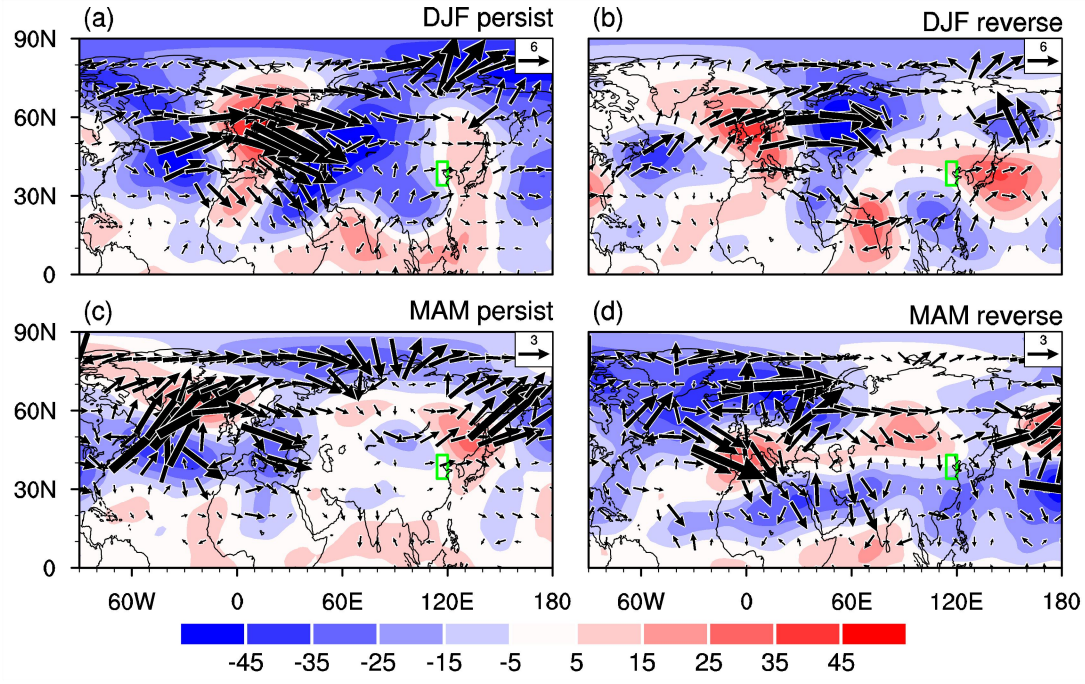 (a) DJF persist
(b) DJF reverse
90N
6
6
60N
30N
0
(c) MAM persist
(d) MAM reverse
90N
3
3
60N
30N
0
60W 0 60E 120E 180
60W 0 60E 120E 180
-45 -35 -25 -15 -5 5 15 25 35 45